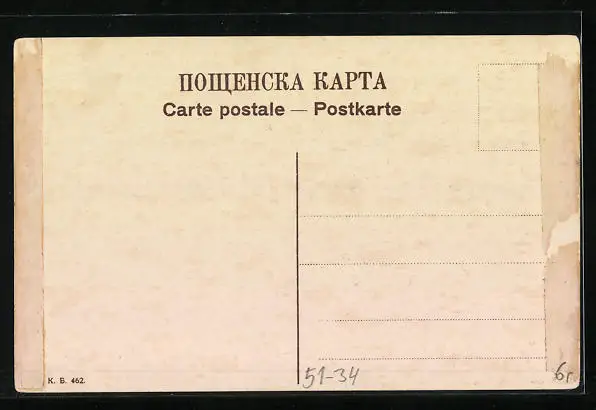 ПОЩЕНСКА КАРТА
Carte postale — Postkarte
К. Б. 462.
51-34
6г